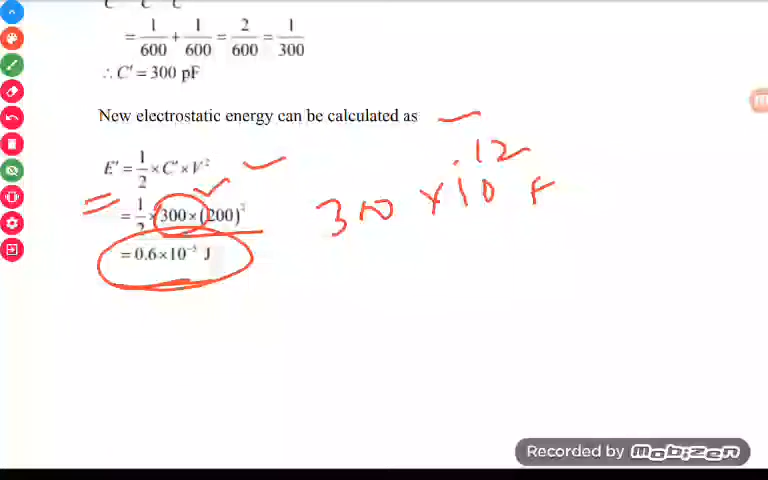 C' C C
= 1/600 + 1/600 = 2/600 = 1/300
∴ C' = 300 pF
New electrostatic energy can be calculated as
E' = 1/2 × C' × V²
= 1/2 × 300 × (200)²
= 0.6×10⁻⁵ J
300 × 10⁻¹² F
Recorded by mobizen